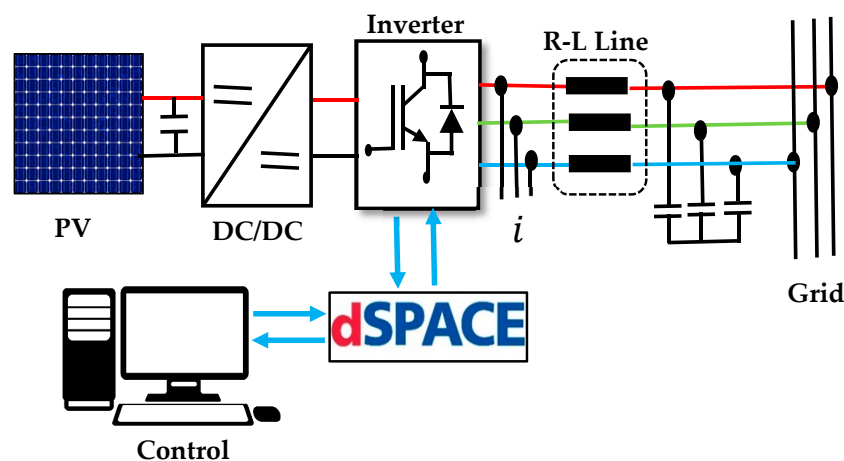 Inverter
R-L Line
PV
DC/DC
i
Grid
dSPACE
Control